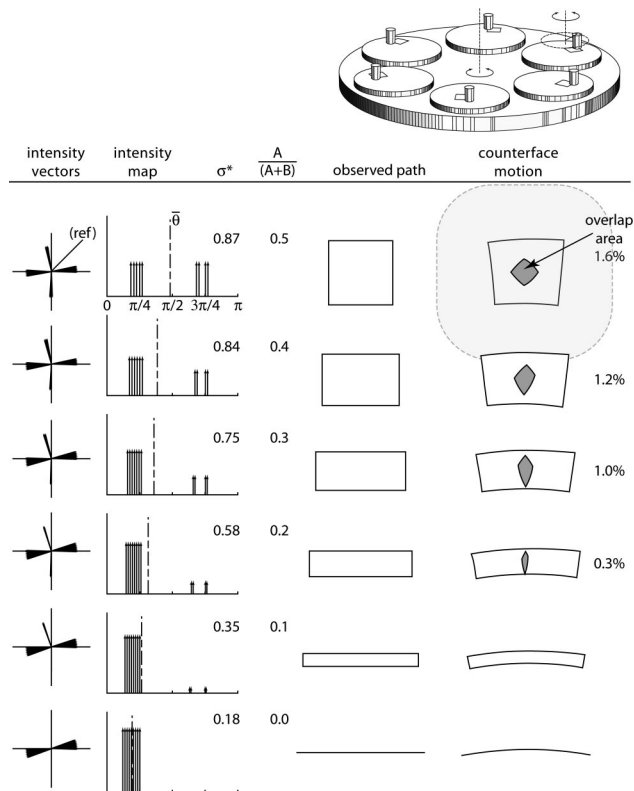 intensity vectors
intensity map
σ*
A
(A+B)
observed path
counterface motion
(ref)
θ̅
0.87
0.5
overlap area
1.6%
0
π/4
π/2
3π/4
π
0.84
0.4
1.2%
0.75
0.3
1.0%
0.58
0.2
0.3%
0.35
0.1
0.18
0.0